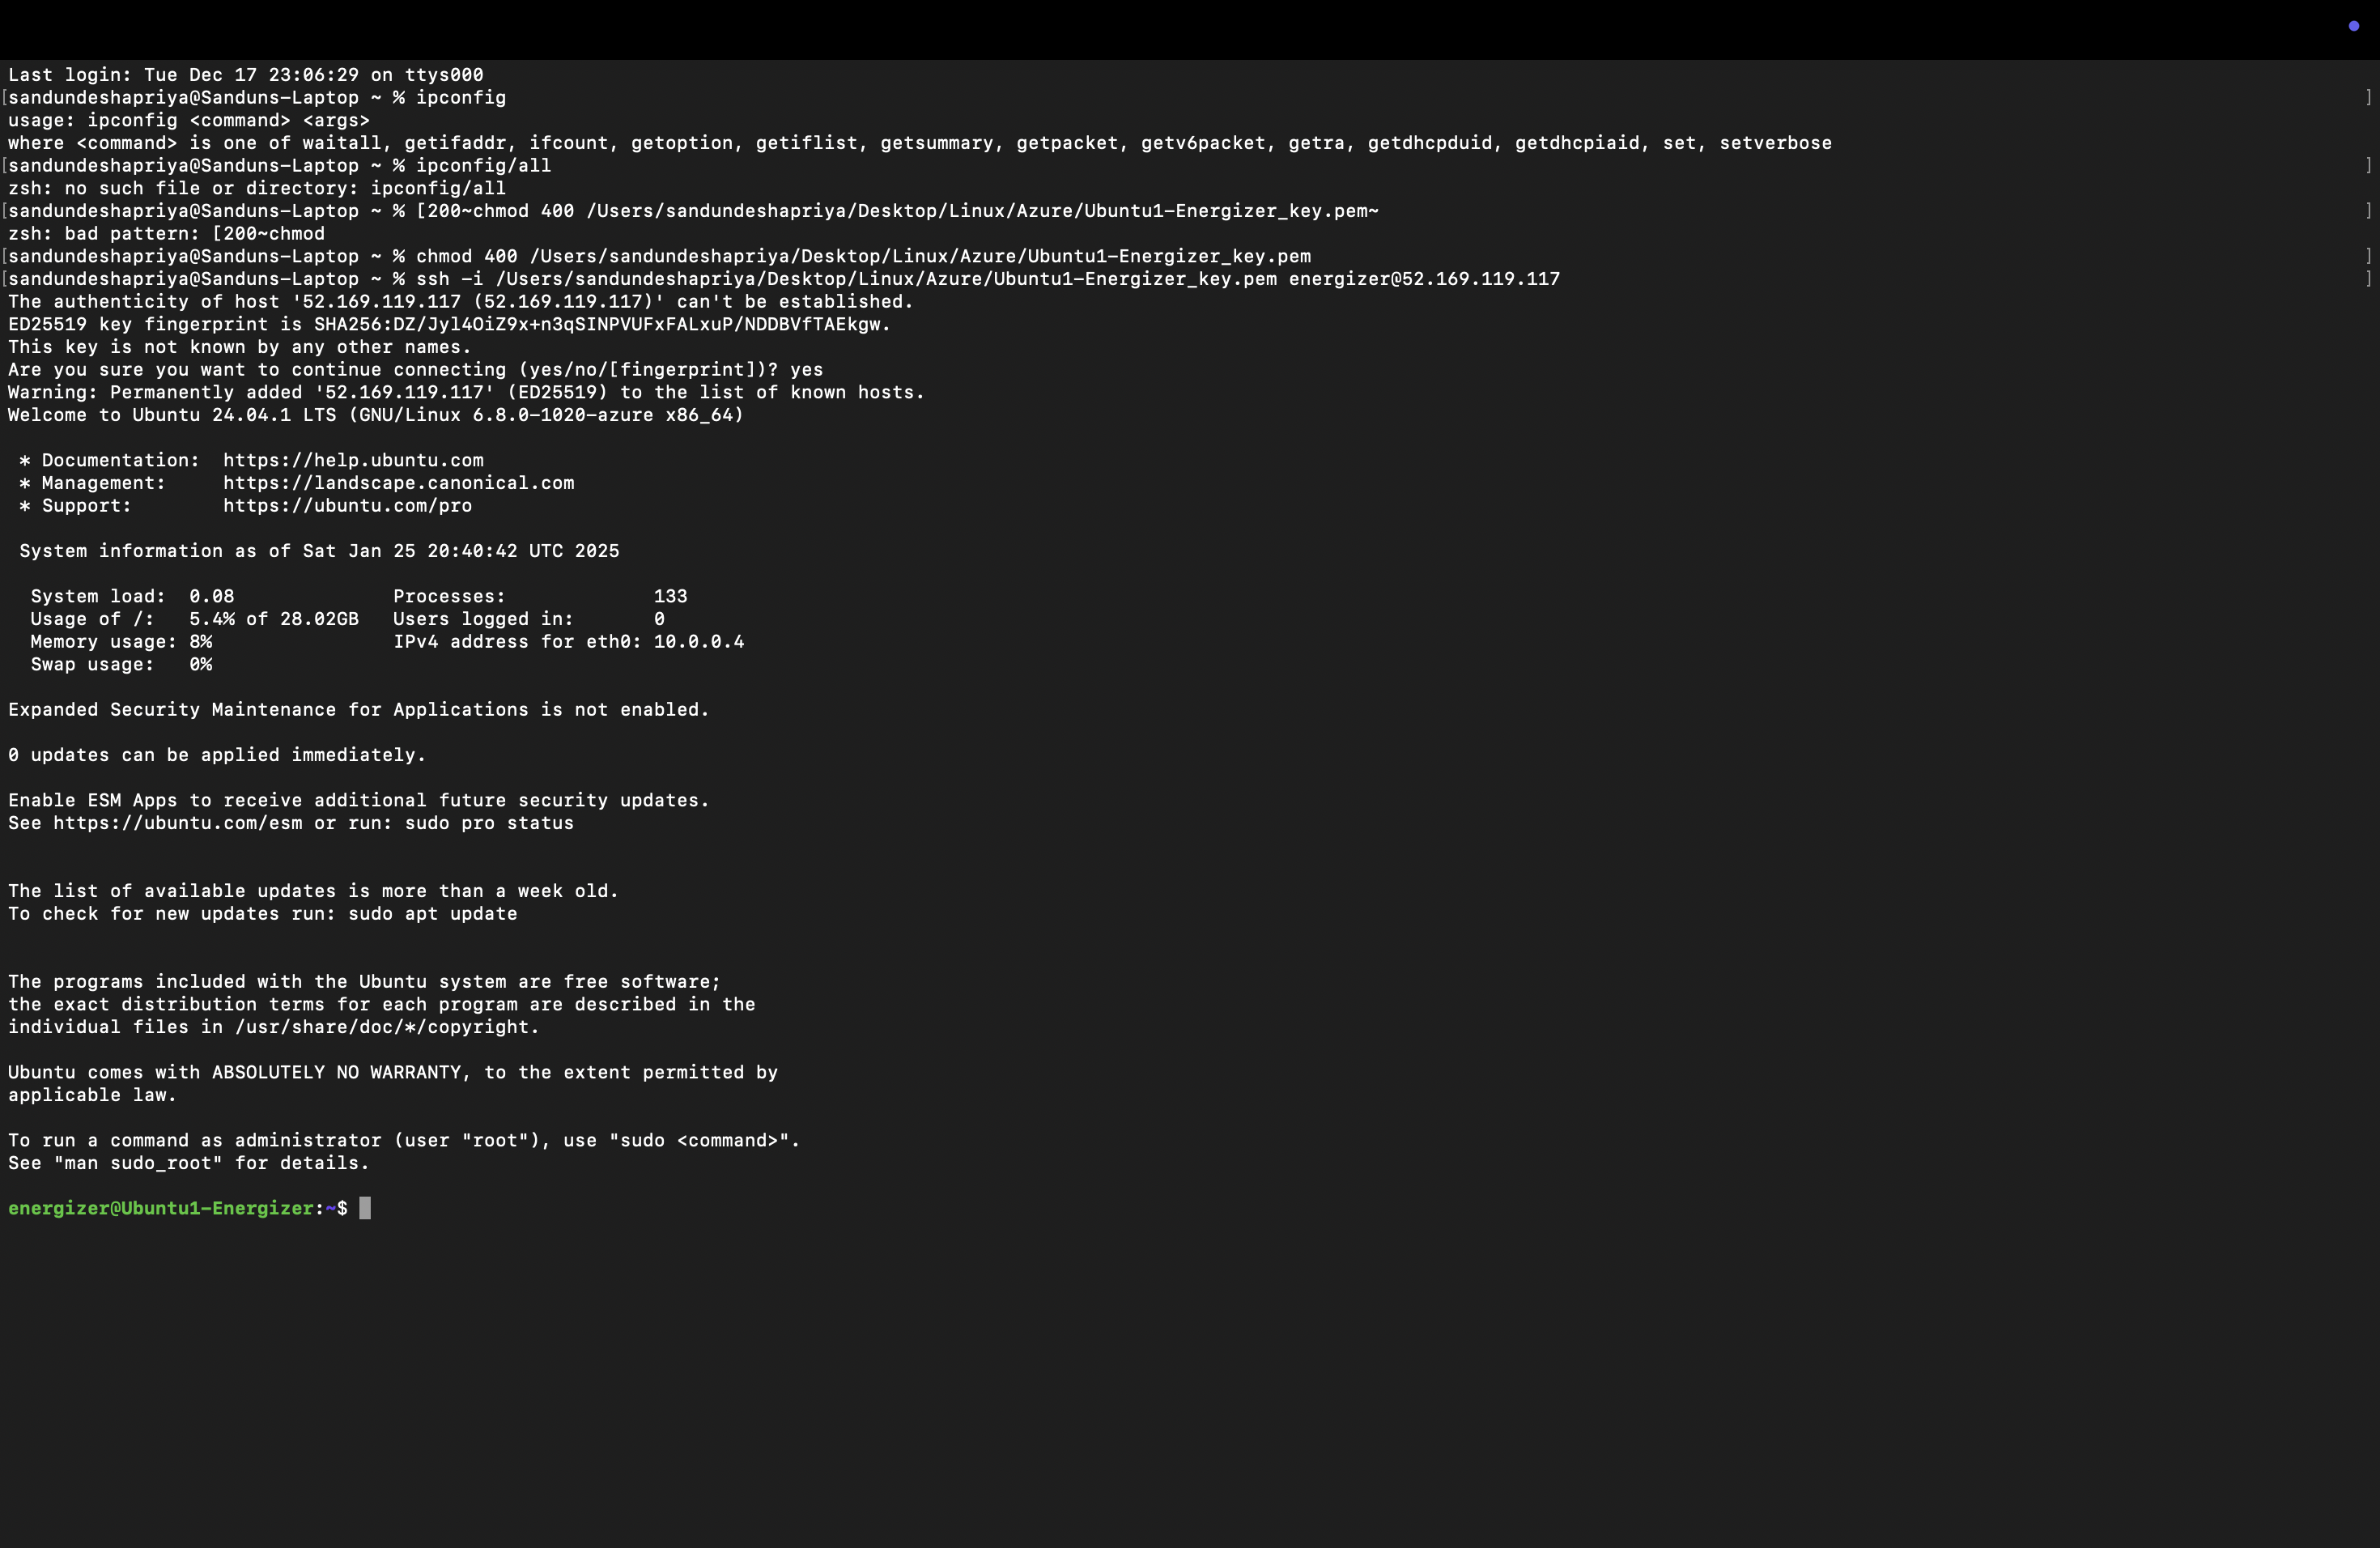 Last login: Tue Dec 17 23:06:29 on ttys000
[sandundeshapriya@Sanduns-Laptop ~ % ipconfig ]
usage: ipconfig <command> <args>
where <command> is one of waitall, getifaddr, ifcount, getoption, getiflist, getsummary, getpacket, getv6packet, getra, getdhcpduid, getdhcpiaid, set, setverbose
[sandundeshapriya@Sanduns-Laptop ~ % ipconfig/all ]
zsh: no such file or directory: ipconfig/all
[sandundeshapriya@Sanduns-Laptop ~ % [200~chmod 400 /Users/sandundeshapriya/Desktop/Linux/Azure/Ubuntu1-Energizer_key.pem~ ]
zsh: bad pattern: [200~chmod
[sandundeshapriya@Sanduns-Laptop ~ % chmod 400 /Users/sandundeshapriya/Desktop/Linux/Azure/Ubuntu1-Energizer_key.pem ]
[sandundeshapriya@Sanduns-Laptop ~ % ssh -i /Users/sandundeshapriya/Desktop/Linux/Azure/Ubuntu1-Energizer_key.pem energizer@52.169.119.117 ]
The authenticity of host '52.169.119.117 (52.169.119.117)' can't be established.
ED25519 key fingerprint is SHA256:DZ/Jyl4OiZ9x+n3qSINPVUFxFALxuP/NDDBVfTAEkgw.
This key is not known by any other names.
Are you sure you want to continue connecting (yes/no/[fingerprint])? yes
Warning: Permanently added '52.169.119.117' (ED25519) to the list of known hosts.
Welcome to Ubuntu 24.04.1 LTS (GNU/Linux 6.8.0-1020-azure x86_64)
* Documentation:  https://help.ubuntu.com
* Management:     https://landscape.canonical.com
* Support:        https://ubuntu.com/pro
System information as of Sat Jan 25 20:40:42 UTC 2025
System load:  0.08              Processes:             133
Usage of /:   5.4% of 28.02GB   Users logged in:       0
Memory usage: 8%                IPv4 address for eth0: 10.0.0.4
Swap usage:   0%
Expanded Security Maintenance for Applications is not enabled.
0 updates can be applied immediately.
Enable ESM Apps to receive additional future security updates.
See https://ubuntu.com/esm or run: sudo pro status
The list of available updates is more than a week old.
To check for new updates run: sudo apt update
The programs included with the Ubuntu system are free software;
the exact distribution terms for each program are described in the
individual files in /usr/share/doc/*/copyright.
Ubuntu comes with ABSOLUTELY NO WARRANTY, to the extent permitted by
applicable law.
To run a command as administrator (user "root"), use "sudo <command>".
See "man sudo_root" for details.
energizer@Ubuntu1-Energizer:~$